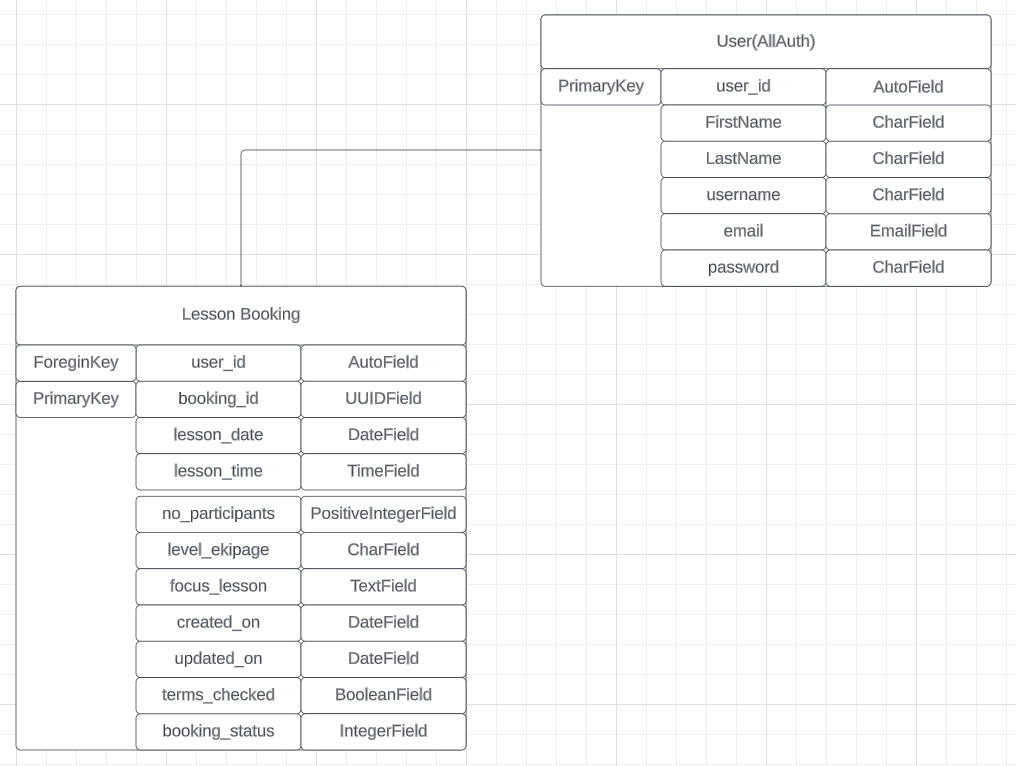 User(AllAuth)
PrimaryKey user_id AutoField
FirstName CharField
LastName CharField
username CharField
email EmailField
password CharField
Lesson Booking
ForeginKey user_id AutoField
PrimaryKey booking_id UUIDField
lesson_date DateField
lesson_time TimeField
no_participants PositiveIntegerField
level_ekipage CharField
focus_lesson TextField
created_on DateField
updated_on DateField
terms_checked BooleanField
booking_status IntegerField